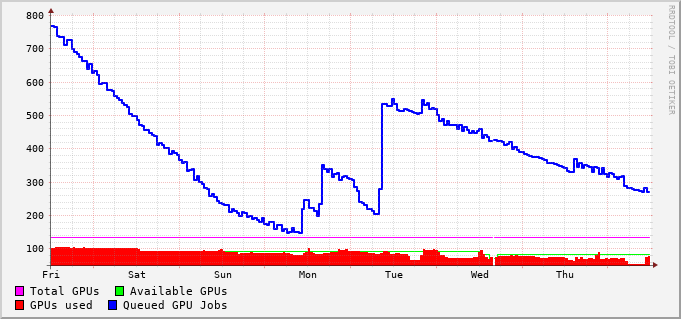 800
700
600
500
400
300
200
100
Fri Sat Sun Mon Tue Wed Thu
Total GPUs Available GPUs
GPUs used Queued GPU Jobs
RRDTOOL / TOBI OETIKER